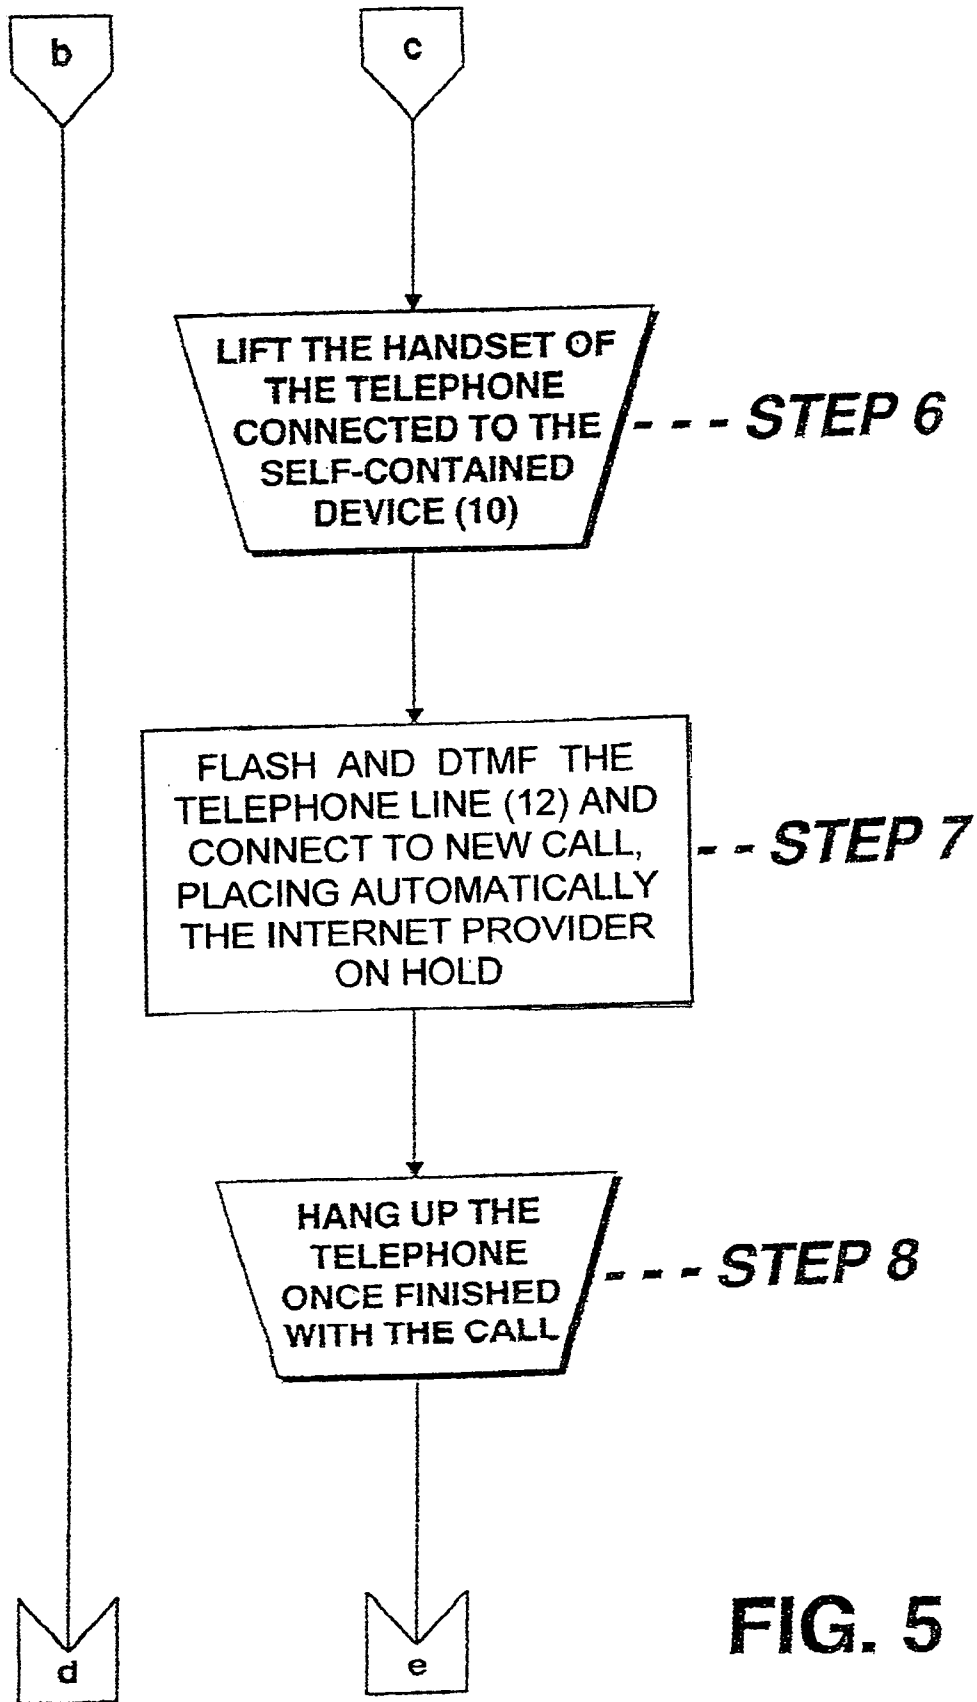 b
c
LIFT THE HANDSET OF
THE TELEPHONE
CONNECTED TO THE
SELF-CONTAINED
DEVICE (10)
--- STEP 6
FLASH AND DTMF THE
TELEPHONE LINE (12) AND
CONNECT TO NEW CALL,
PLACING AUTOMATICALLY
THE INTERNET PROVIDER
ON HOLD
-- STEP 7
HANG UP THE
TELEPHONE
ONCE FINISHED
WITH THE CALL
--- STEP 8
d
e
FIG. 5